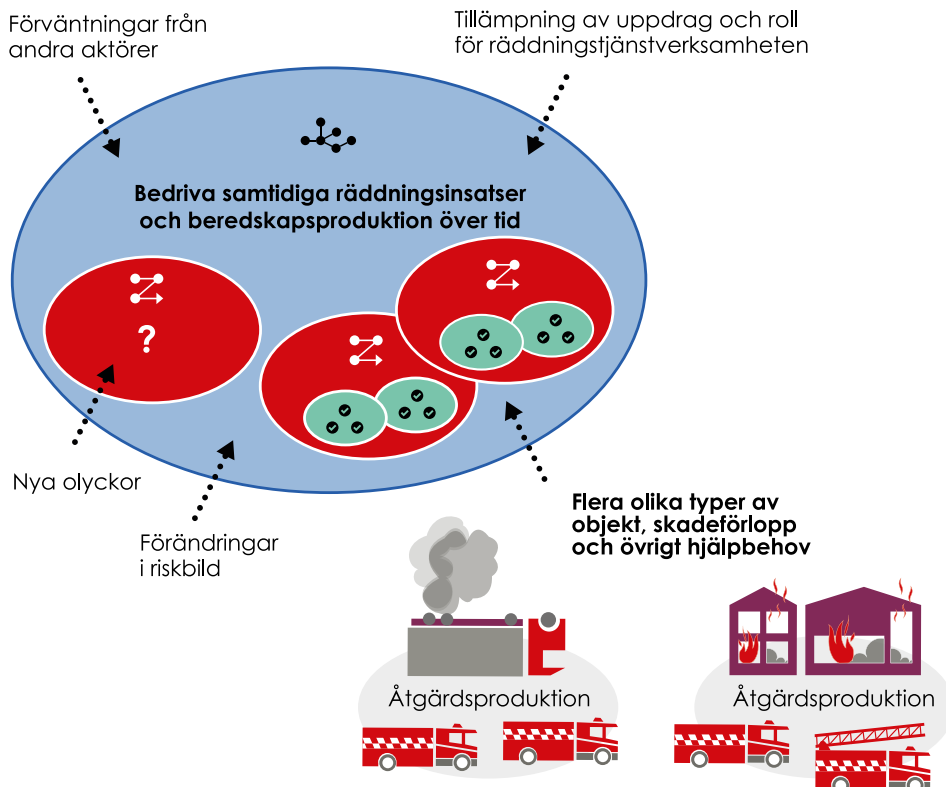 Förväntningar från
andra aktörer
Tillämpning av uppdrag och roll
för räddningstjänstverksamheten
Bedriva samtidiga räddningsinsatser
och beredskapsproduktion över tid
?
Nya olyckor
Förändringar
i riskbild
Flera olika typer av
objekt, skadeförlopp
och övrigt hjälpbehov
Åtgärdsproduktion
Åtgärdsproduktion